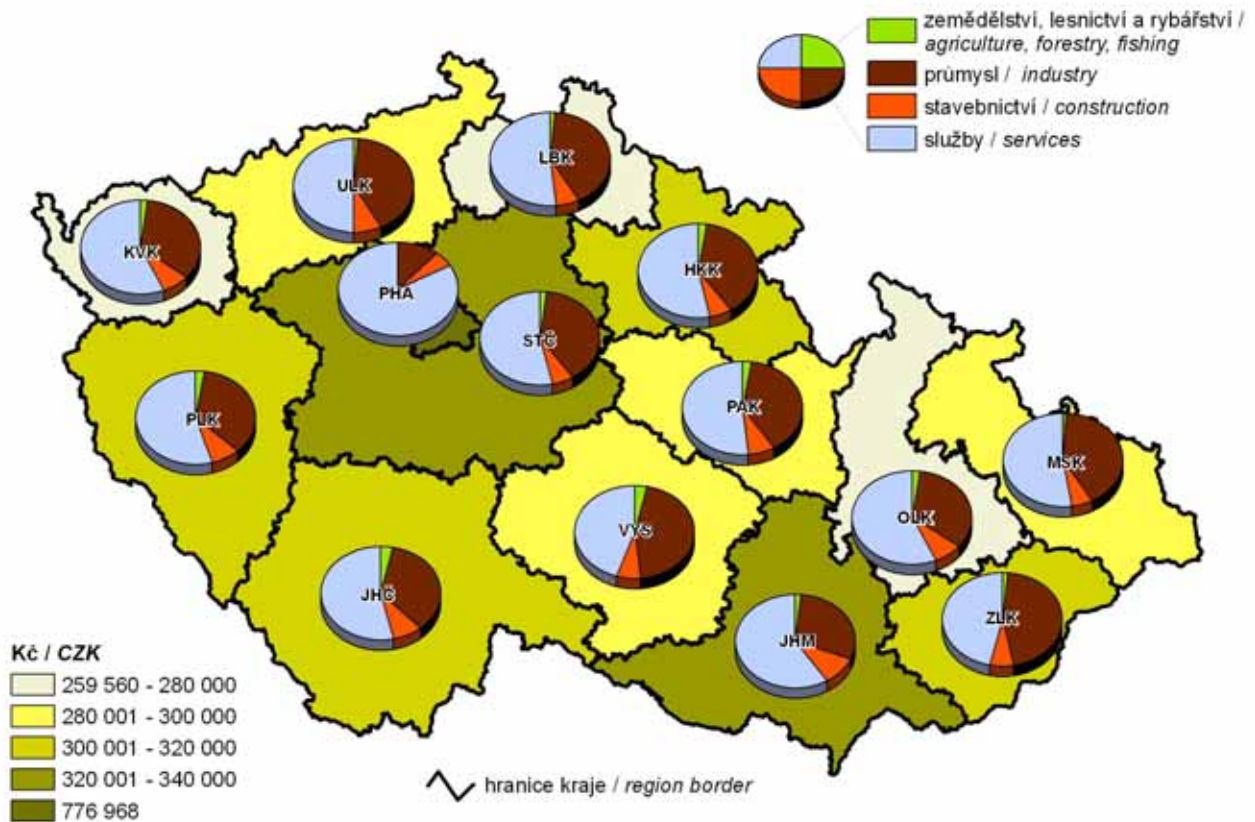 zemědělství, lesnictví a rybářství /
agriculture, forestry, fishing
průmysl / industry
stavebnictví / construction
služby / services
LBK
ULK
KVK
HKK
PHA
STČ
PLK
PAK
MSK
OLK
VYS
JHČ
ZLK
JHM
Kč / CZK
259 560 - 280 000
280 001 - 300 000
300 001 - 320 000
320 001 - 340 000
776 968
hranice kraje / region border